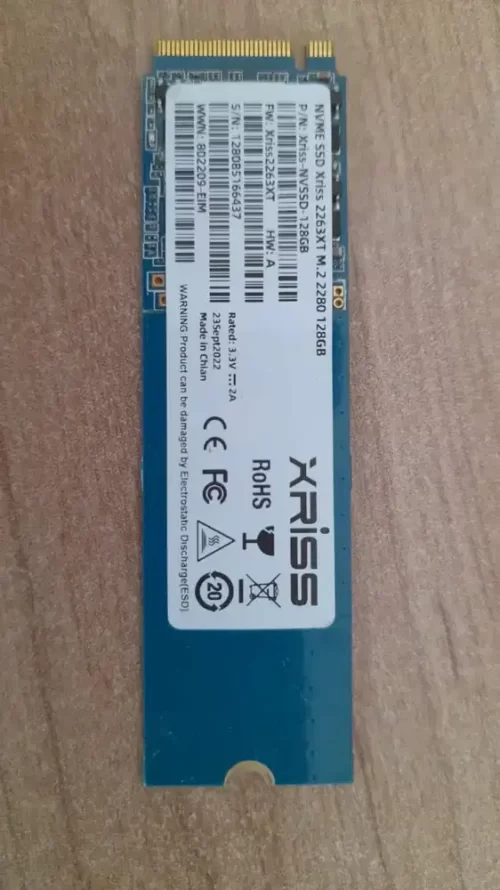 NVME SSD Xriss 2263XT M.2 2280 128GB
P/N: Xriss-NVSSD-128GB
FW: Xriss2263XT HW: A
S/N: 128085166437
WWN: 802209-EIM
Rated: 3.3V ⎓ 2A
23Sept2022
Made in Chian
WARNING Product can be damaged by Electrostatic Discharge(ESD)
XRISS
RoHS
CE FC
20